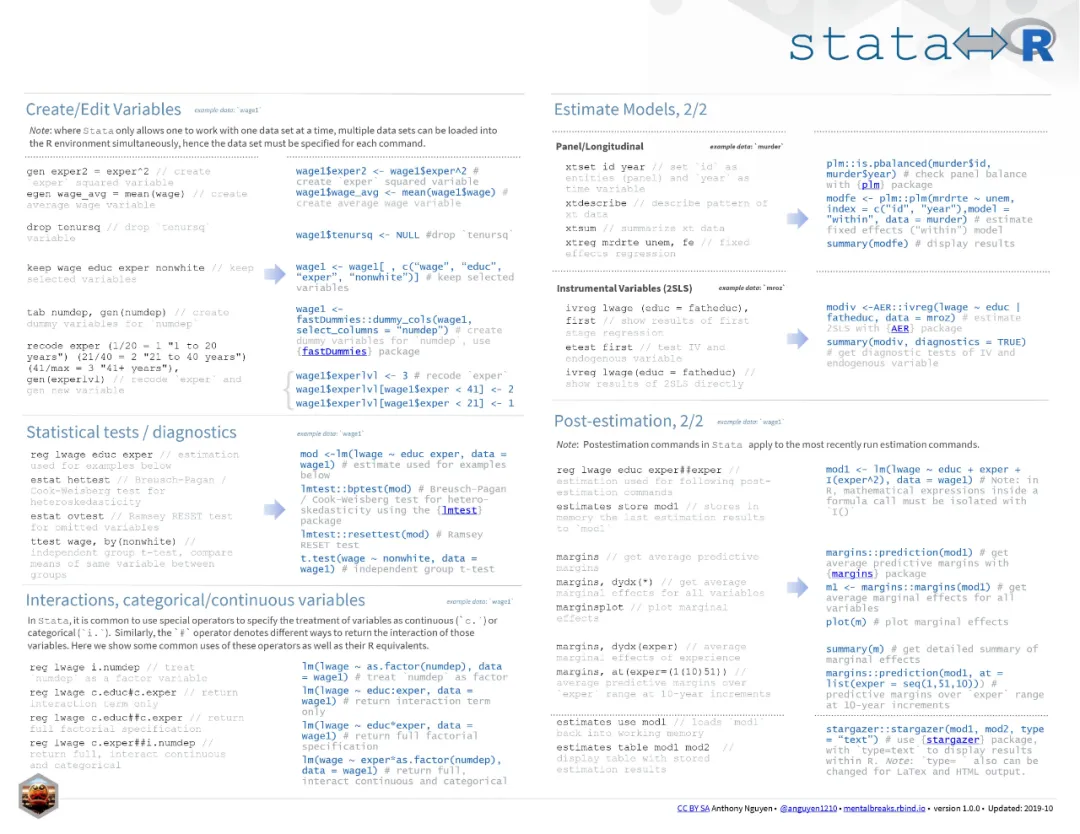 stata R
Create/Edit Variables example data: `wage1`
Note: where Stata only allows one to work with one data set at a time, multiple data sets can be loaded into
the R environment simultaneously, hence the data set must be specified for each command.
gen exper2 = exper^2 // create
`exper` squared variable
egen wage_avg = mean(wage) // create
average wage variable
drop tenursq // drop `tenursq`
variable
keep wage educ exper nonwhite // keep
selected variables
tab numdep, gen(numdep) // create
dummy variables for `numdep`
recode exper (1/20 = 1 "1 to 20
years") (21/40 = 2 "21 to 40 years")
(41/max = 3 "41+ years"),
gen(experlvl) // recode `exper` and
gen new variable
wage1$exper2 <- wage1$exper^2 #
create `exper` squared variable
wage1$wage_avg <- mean(wage1$wage) #
create average wage variable
wage1$tenursq <- NULL #drop `tenursq`
wage1 <- wage1[ , c(“wage”, “educ”,
“exper”, “nonwhite”)] # keep selected
variables
wage1 <-
fastDummies::dummy_cols(wage1,
select_columns = “numdep”) # create
dummy variables for `numdep`, use
{fastDummies} package
wage1$experlvl <- 3 # recode `exper`
wage1$experlvl[wage1$exper < 41] <- 2
wage1$experlvl[wage1$exper < 21] <- 1
Statistical tests / diagnostics example data: `wage1`
reg lwage educ exper // estimation
used for examples below
estat hettest // Breusch-Pagan /
Cook-Weisberg test for
heteroskedasticity
estat ovtest // Ramsey RESET test
for omitted variables
ttest wage, by(nonwhite) //
independent group t-test, compare
means of same variable between
groups
mod <-lm(lwage ~ educ exper, data =
wage1) # estimate used for examples
below
lmtest::bptest(mod) # Breusch-Pagan
/ Cook-Weisberg test for hetero-
skedasticity using the {lmtest}
package
lmtest::resettest(mod) # Ramsey
RESET test
t.test(wage ~ nonwhite, data =
wage1) # independent group t-test
Interactions, categorical/continuous variables example data: `wage1`
In Stata, it is common to use special operators to specify the treatment of variables as continuous (`c.`) or
categorical (`i.`). Similarly, the `#` operator denotes different ways to return the interaction of those
variables. Here we show some common uses of these operators as well as their R equivalents.
reg lwage i.numdep // treat
`numdep` as a factor variable
reg lwage c.educ#c.exper // return
interaction term only
reg lwage c.educ##c.exper // return
full factorial specification
reg lwage c.exper##i.numdep //
return full, interact continuous
and categorical
lm(lwage ~ as.factor(numdep), data
= wage1) # treat `numdep` as factor
lm(lwage ~ educ:exper, data =
wage1) # return interaction term
only
lm(lwage ~ educ*exper, data =
wage1) # return full factorial
specification
lm(wage ~ exper*as.factor(numdep),
data = wage1) # return full,
interact continuous and categorical
Estimate Models, 2/2
Panel/Longitudinal example data: `murder`
xtset id year // set `id` as
entities (panel) and `year` as
time variable
xtdescribe // describe pattern of
xt data
xtsum // summarize xt data
xtreg mrdrte unem, fe // fixed
effects regression
plm::is.pbalanced(murder$id,
murder$year) # check panel balance
with {plm} package
modfe <- plm::plm(mrdrte ~ unem,
index = c("id", "year"),model =
"within", data = murder) # estimate
fixed effects ("within") model
summary(modfe) # display results
Instrumental Variables (2SLS) example data: `mroz`
ivreg lwage (educ = fatheduc),
first // show results of first
stage regression
etest first // test IV and
endogenous variable
ivreg lwage(educ = fatheduc) //
show results of 2SLS directly
modiv <-AER::ivreg(lwage ~ educ |
fatheduc, data = mroz) # estimate
2SLS with {AER} package
summary(modiv, diagnostics = TRUE)
# get diagnostic tests of IV and
endogenous variable
Post-estimation, 2/2 example data: `wage1`
Note: Postestimation commands in Stata apply to the most recently run estimation commands.
reg lwage educ exper##exper //
estimation used for following post-
estimation commands
estimates store mod1 // stores in
memory the last estimation results
to `mod1`
margins // get average predictive
margins
margins, dydx(*) // get average
marginal effects for all variables
marginsplot // plot marginal
effects
margins, dydx(exper) // average
marginal effects of experience
margins, at(exper=(1(10)51)) //
average predictive margins over
`exper` range at 10-year increments
estimates use mod1 // loads `mod1`
back into working memory
estimates table mod1 mod2 //
display table with stored
estimation results
mod1 <- lm(lwage ~ educ + exper +
I(exper^2), data = wage1) # Note: in
R, mathematical expressions inside a
formula call must be isolated with
`I()`
margins::prediction(mod1) # get
average predictive margins with
{margins} package
m1 <- margins::margins(mod1) # get
average marginal effects for all
variables
plot(m) # plot marginal effects
summary(m) # get detailed summary of
marginal effects
margins::prediction(mod1, at =
list(exper = seq(1,51,10))) #
predictive margins over `exper` range
at 10-year increments
stargazer::stargazer(mod1, mod2, type
= “text”) # use {stargazer} package,
with `type=text` to display results
within R. Note: `type= ` also can be
changed for LaTex and HTML output.
CC BY SA Anthony Nguyen • @anguyen1210 • mentalbreaks.rbind.io • version 1.0.0 • Updated: 2019-10